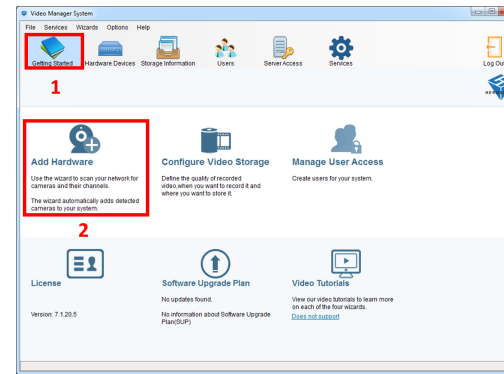 Video Manager System
File Services Wizards Options Help
Getting Started Hardware Devices Storage Information Users Server Access Services Log Out
1
Add Hardware Configure Video Storage Manage User Access
Use the wizard to scan your network for
cameras and their channels.
The wizard automatically adds detected
cameras to your system.
Define the quality of recorded
video,when you want to record it and
where you want to store it.
Create users for your system.
2
License Software Upgrade Plan Video Tutorials
Version: 7.1.20.5
No updates found.
No information about Software Upgrade
Plan(SUP)
View our video tutorials to learn more
on each of the four wizards.
Does not support